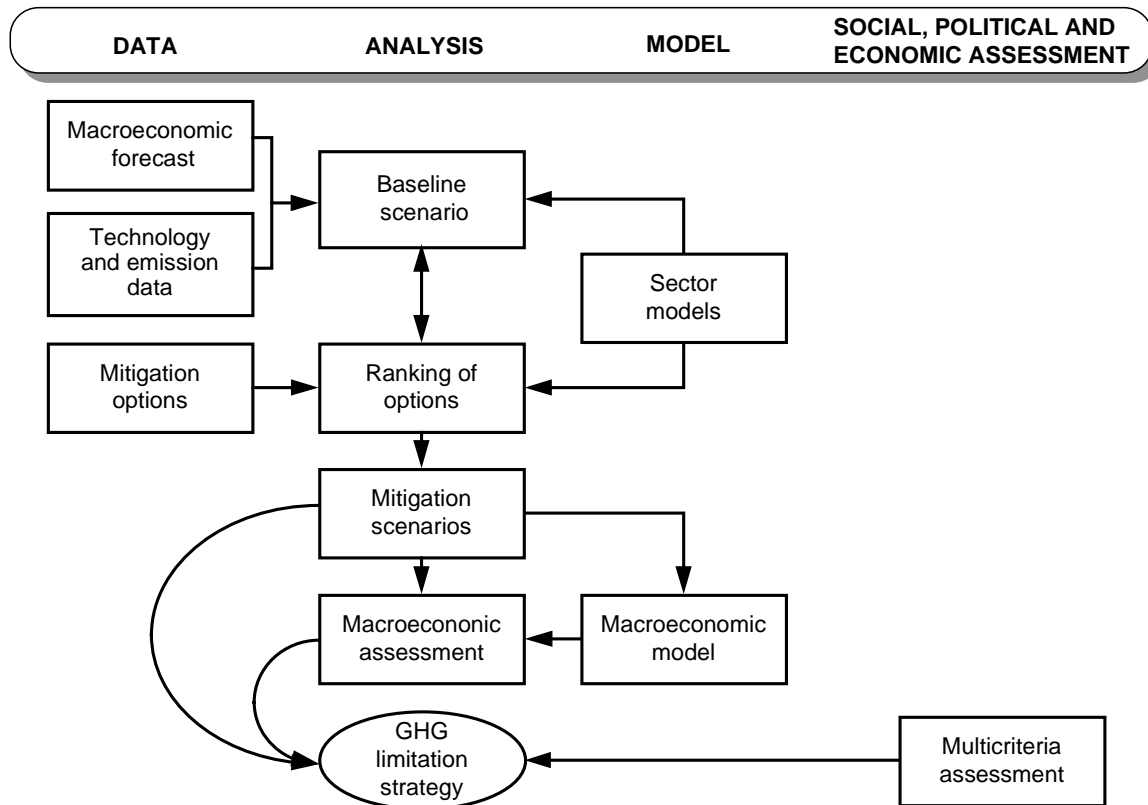 DATA
ANALYSIS
MODEL
SOCIAL, POLITICAL AND
ECONOMIC ASSESSMENT
Macroeconomic
forecast
Baseline
scenario
Technology
and emission
data
Sector
models
Mitigation
options
Ranking of
options
Mitigation
scenarios
Macroecononic
assessment
Macroeconomic
model
GHG
limitation
strategy
Multicriteria
assessment